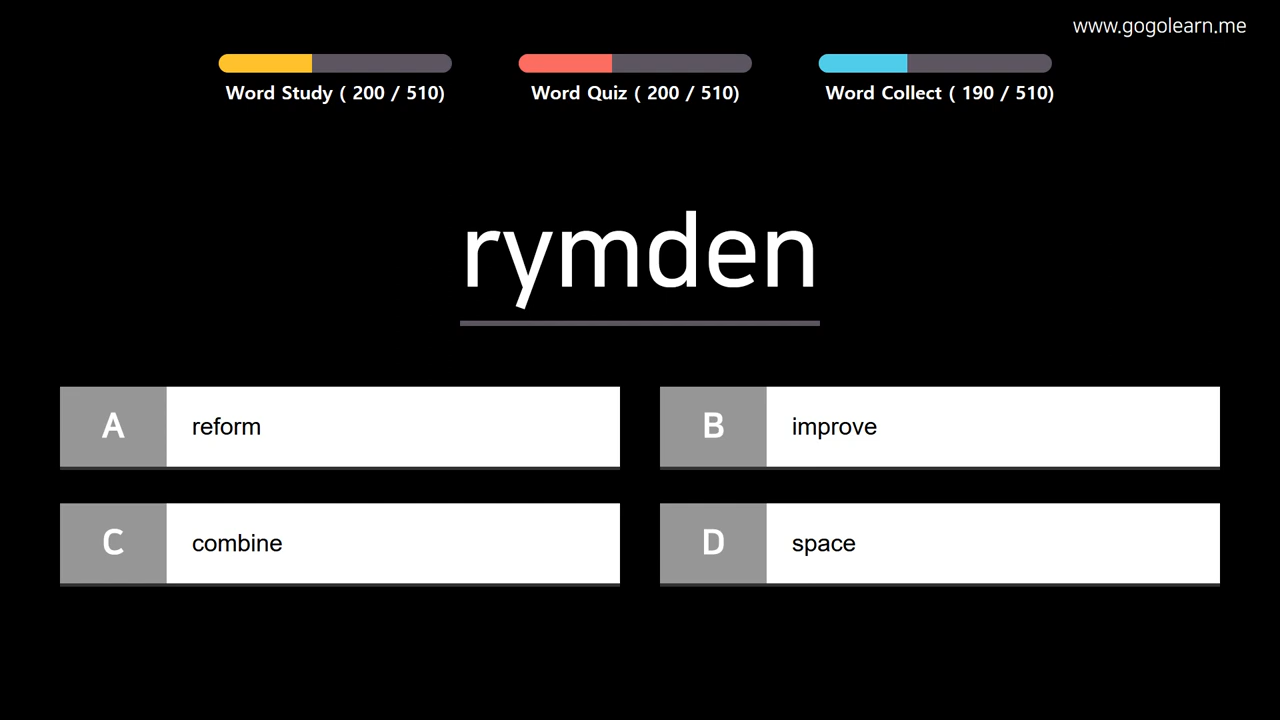 www.gogolearn.me
Word Study ( 200 / 510)
Word Quiz ( 200 / 510)
Word Collect ( 190 / 510)
rymden
A reform
B improve
C combine
D space